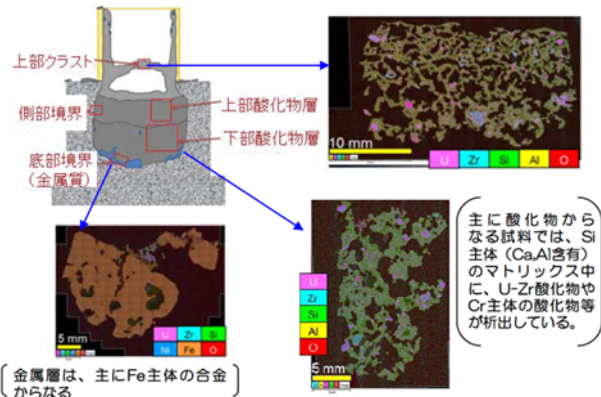 上部クラスト
側部境界
上部酸化物層
下部酸化物層
底部境界
(金属質)
10 mm
U Zr Si Al O
U
Zr
Si
Al
O
5 mm
主に酸化物から
なる試料では、Si
主体(Ca,Al含有)
のマトリックス中
に、U-Zr酸化物や
Cr主体の酸化物等
が析出している。
5 mm
U Zr Si
Ni Fe O
金属層は、主にFe主体の合金
からなる